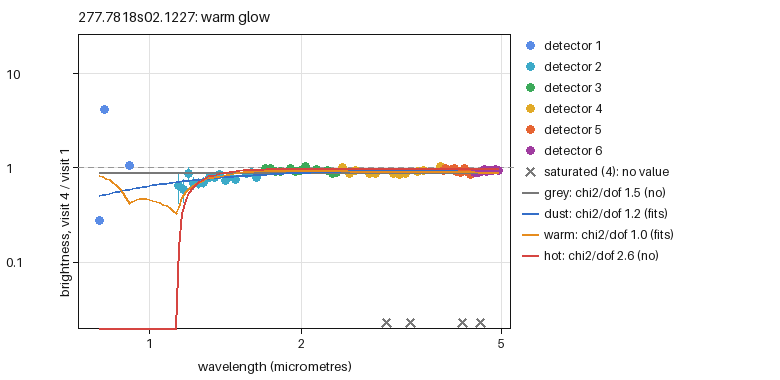 277.7818s02.1227: warm glow
brightness, visit 4 / visit 1
10
1
0.1
1
2
5
wavelength (micrometres)
detector 1
detector 2
detector 3
detector 4
detector 5
detector 6
saturated (4): no value
grey: chi2/dof 1.5 (no)
dust: chi2/dof 1.2 (fits)
warm: chi2/dof 1.0 (fits)
hot: chi2/dof 2.6 (no)